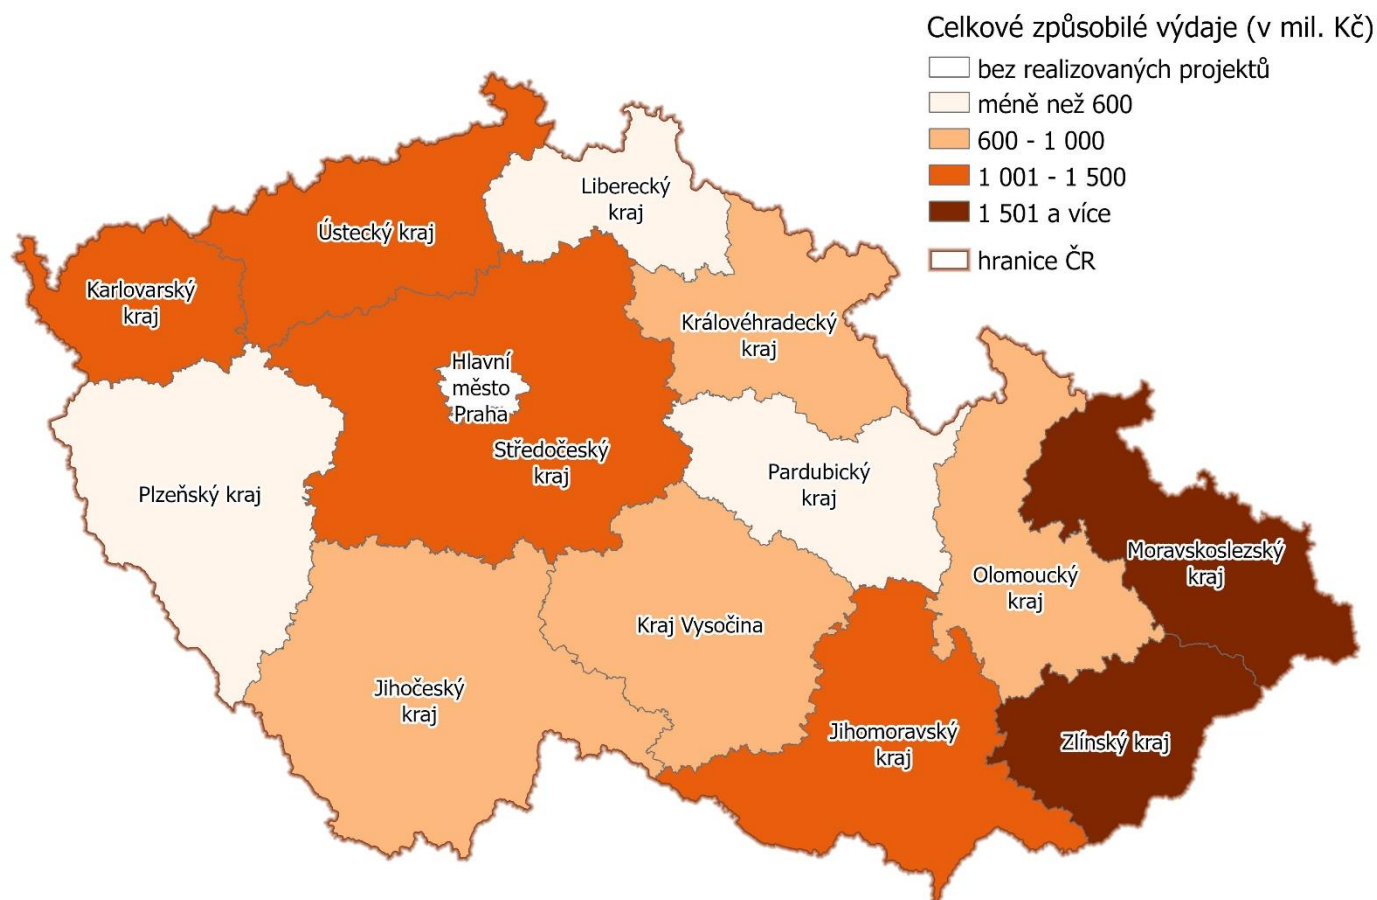 Celkové způsobilé výdaje (v mil. Kč)
bez realizovaných projektů
méně než 600
600 - 1 000
1 001 - 1 500
1 501 a více
hranice ČR
Liberecký
kraj
Ústecký kraj
Karlovarský
kraj
Královéhradecký
kraj
Hlavní
město
Praha
Středočeský
kraj
Pardubický
kraj
Plzeňský kraj
Moravskoslezský
kraj
Olomoucký
kraj
Kraj Vysočina
Jihočeský
kraj
Jihomoravský
kraj
Zlínský kraj